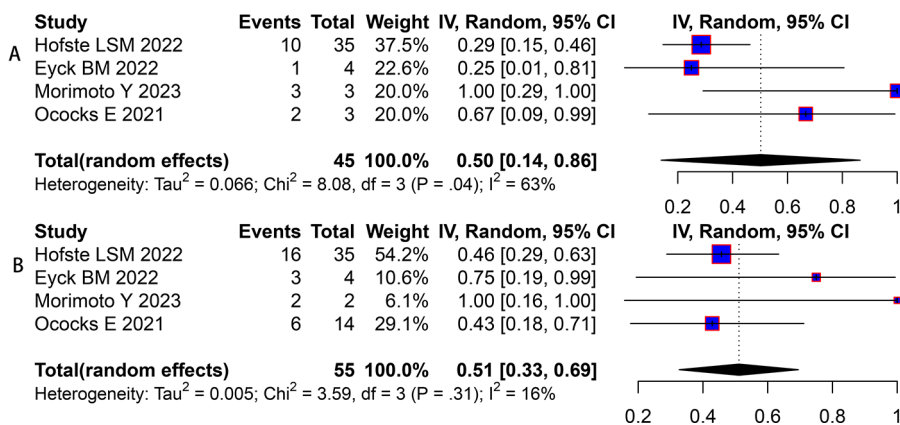 Study Events Total Weight IV, Random, 95% CI IV, Random, 95% CI
A
Hofste LSM 2022 10 35 37.5% 0.29 [0.15, 0.46]
Eyck BM 2022 1 4 22.6% 0.25 [0.01, 0.81]
Morimoto Y 2023 3 3 20.0% 1.00 [0.29, 1.00]
Ococks E 2021 2 3 20.0% 0.67 [0.09, 0.99]
Total(random effects) 45 100.0% 0.50 [0.14, 0.86]
Heterogeneity: Tau² = 0.066; Chi² = 8.08, df = 3 (P = .04); I² = 63%
0.2 0.4 0.6 0.8 1
Study Events Total Weight IV, Random, 95% CI IV, Random, 95% CI
B
Hofste LSM 2022 16 35 54.2% 0.46 [0.29, 0.63]
Eyck BM 2022 3 4 10.6% 0.75 [0.19, 0.99]
Morimoto Y 2023 2 2 6.1% 1.00 [0.16, 1.00]
Ococks E 2021 6 14 29.1% 0.43 [0.18, 0.71]
Total(random effects) 55 100.0% 0.51 [0.33, 0.69]
Heterogeneity: Tau² = 0.005; Chi² = 3.59, df = 3 (P = .31); I² = 16%
0.2 0.4 0.6 0.8 1